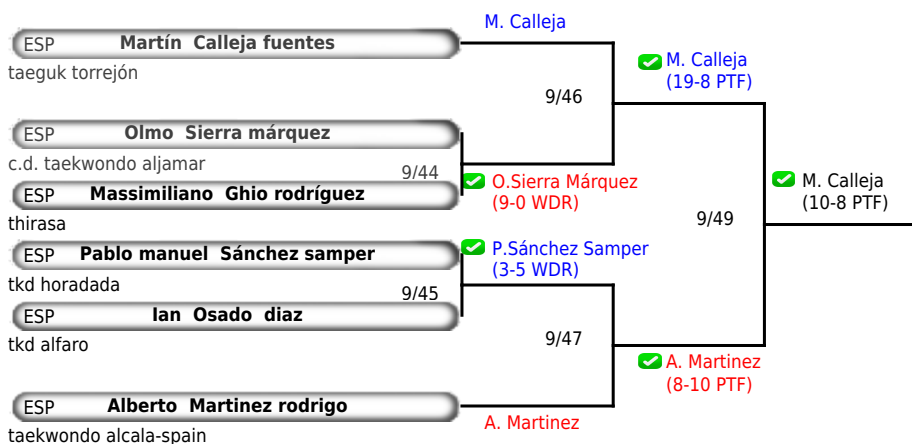 M. Calleja
ESP Martín Calleja fuentes
taeguk torrejón
M. Calleja
(19-8 PTF)
9/46
ESP Olmo Sierra márquez
c.d. taekwondo aljamar
9/44
O.Sierra Márquez
(9-0 WDR)
M. Calleja
(10-8 PTF)
ESP Massimiliano Ghio rodríguez
thirasa
9/49
ESP Pablo manuel Sánchez samper
tkd horadada
P.Sánchez Samper
(3-5 WDR)
9/45
ESP Ian Osado diaz
tkd alfaro
9/47
A. Martinez
(8-10 PTF)
ESP Alberto Martinez rodrigo
taekwondo alcala-spain
A. Martinez